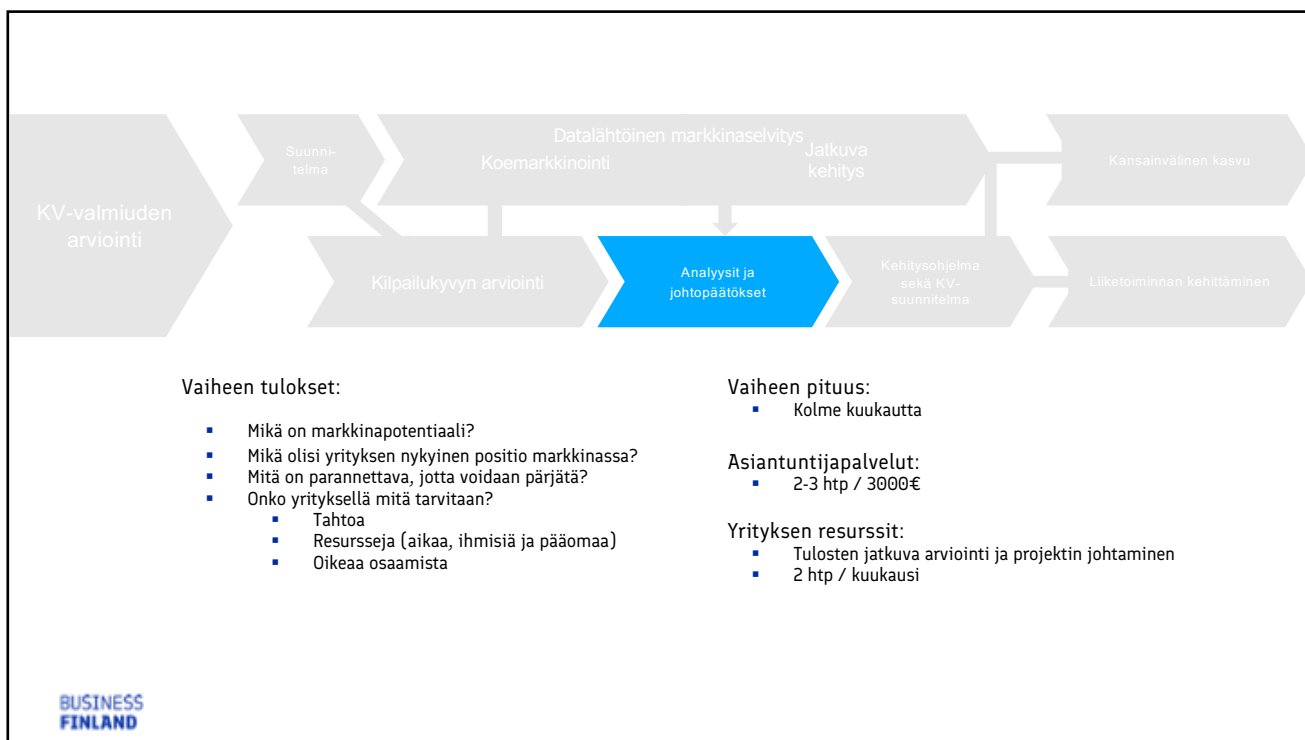 KV-valmiuden
arviointi
Suunni-
telma
Datalähtöinen markkinaselvitys
Koemarkkinointi
Jatkuva
kehitys
Kansainvälinen kasvu
Kilpailukyvyn arviointi
Analyysit ja
johtopäätökset
Kehitysohjelma
sekä KV-
suunnitelma
Liiketoiminnan kehittäminen
Vaiheen tulokset:
Mikä on markkinapotentiaali?
Mikä olisi yrityksen nykyinen positio markkinassa?
Mitä on parannettava, jotta voidaan pärjätä?
Onko yrityksellä mitä tarvitaan?
Tahtoa
Resursseja (aikaa, ihmisiä ja pääomaa)
Oikeaa osaamista
Vaiheen pituus:
Kolme kuukautta
Asiantuntijapalvelut:
2-3 htp / 3000€
Yrityksen resurssit:
Tulosten jatkuva arviointi ja projektin johtaminen
2 htp / kuukausi
BUSINESS
FINLAND